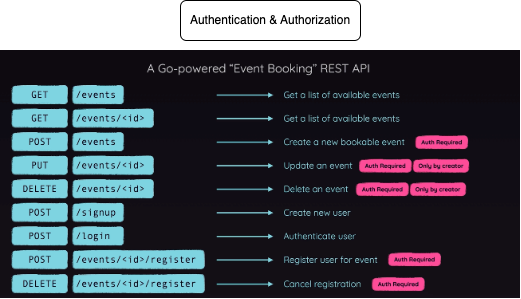 Authentication & Authorization
A Go-powered “Event Booking” REST API
GET /events Get a list of available events
GET /events/<id> Get a list of available events
POST /events Create a new bookable event Auth Required
PUT /events/<id> Update an event Auth Required Only by creator
DELETE /events/<id> Delete an event Auth Required Only by creator
POST /signup Create new user
POST /login Authenticate user
POST /events/<id>/register Register user for event Auth Required
DELETE /events/<id>/register Cancel registration Auth Required